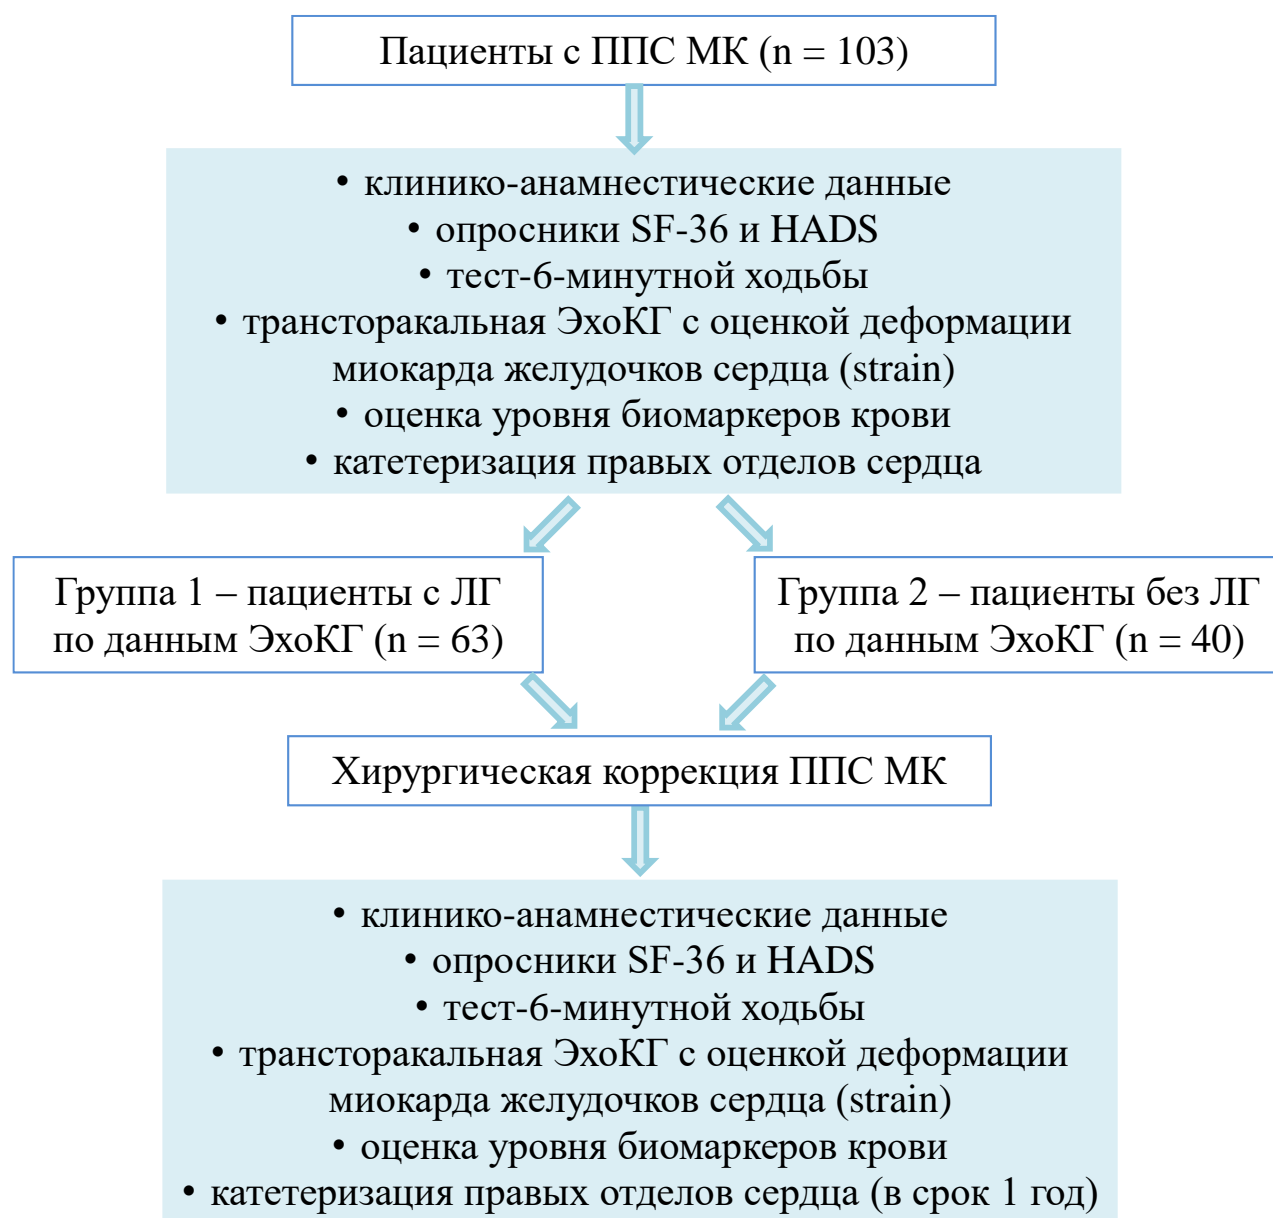 Пациенты с ППС МК (n = 103)
• клинико-анамнестические данные
• опросники SF-36 и HADS
• тест-6-минутной ходьбы
• трансторакальная ЭхоКГ с оценкой деформации
миокарда желудочков сердца (strain)
• оценка уровня биомаркеров крови
• катетеризация правых отделов сердца
Группа 1 – пациенты с ЛГ
по данным ЭхоКГ (n = 63)
Группа 2 – пациенты без ЛГ
по данным ЭхоКГ (n = 40)
Хирургическая коррекция ППС МК
• клинико-анамнестические данные
• опросники SF-36 и HADS
• тест-6-минутной ходьбы
• трансторакальная ЭхоКГ с оценкой деформации
миокарда желудочков сердца (strain)
• оценка уровня биомаркеров крови
• катетеризация правых отделов сердца (в срок 1 год)